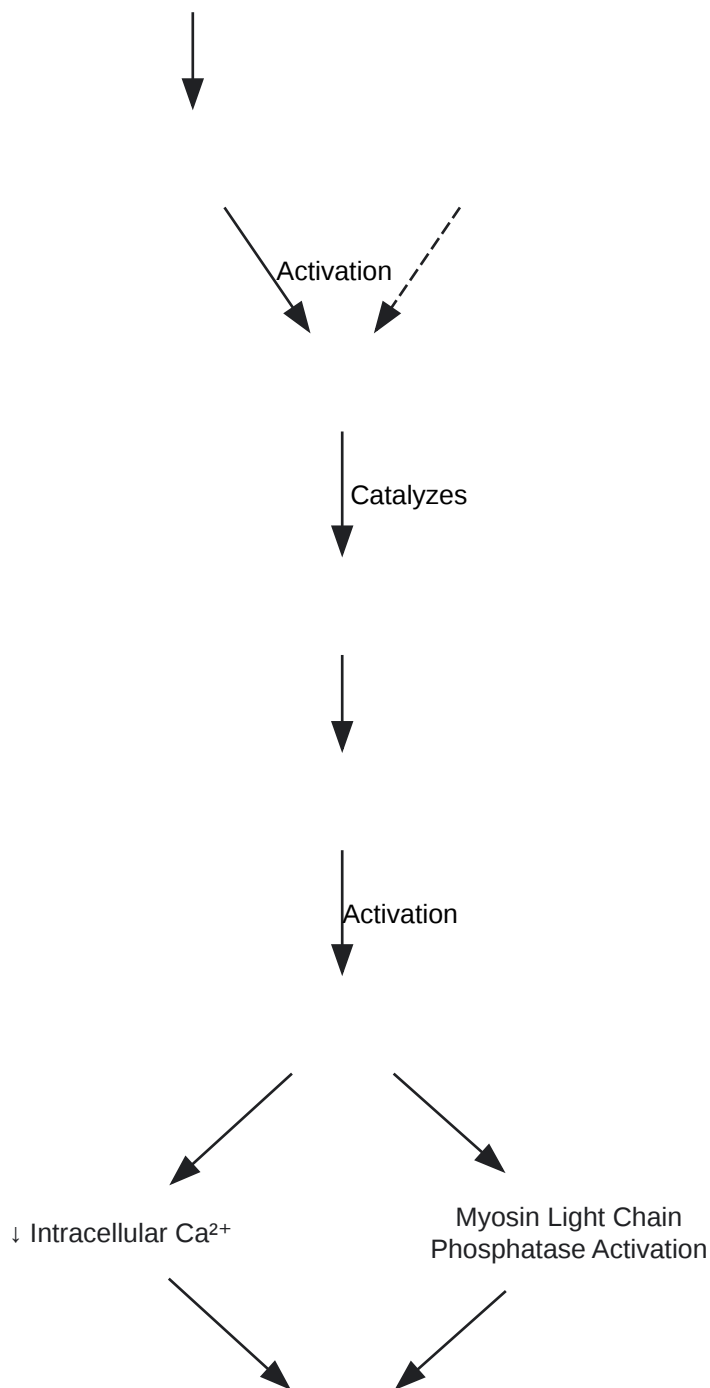 Activation
Catalyzes
Activation
↓ Intracellular Ca²⁺
Myosin Light Chain
Phosphatase Activation